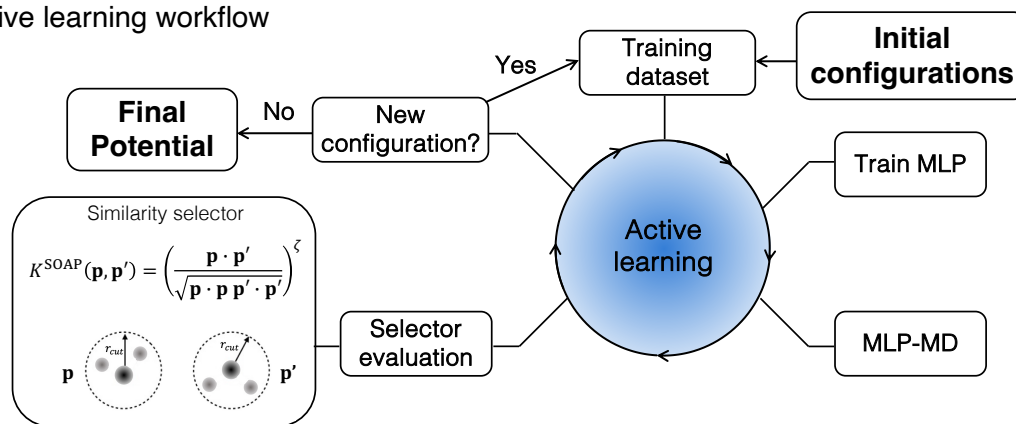 ive learning workflow
Initial
configurations
Training
dataset
Yes
New
configuration?
No
Final
Potential
Train MLP
Active
learning
MLP-MD
Selector
evaluation
Similarity selector
K^SOAP(p, p′) = (p · p′ / √(p · p p′ · p′))^ζ
r_cut
r_cut
p
p′